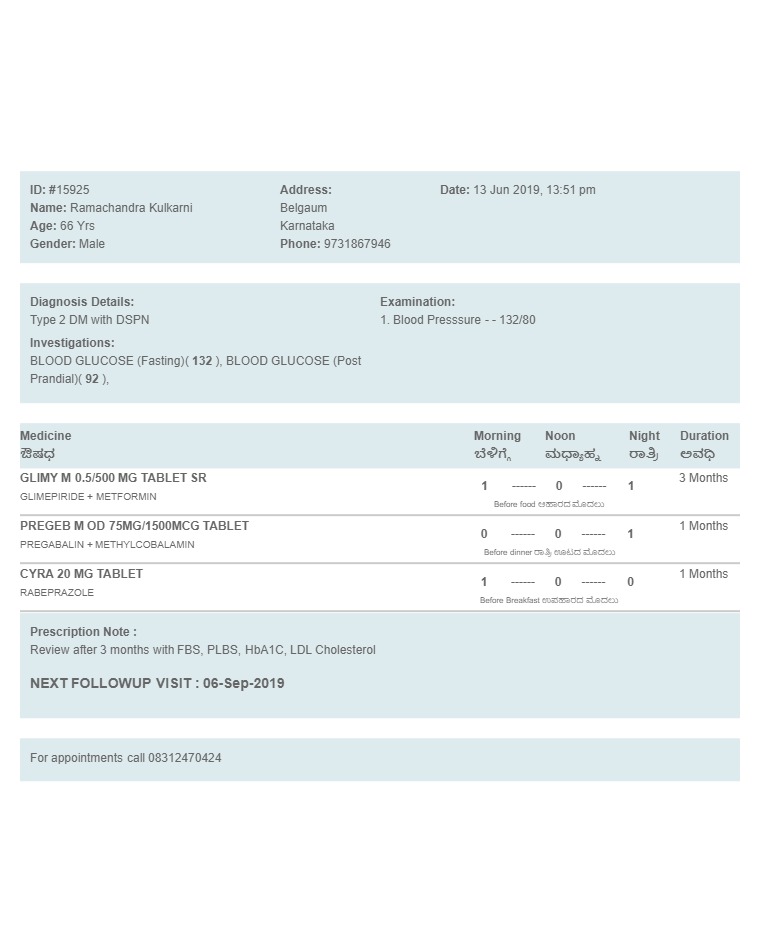 ID: #15925
Name: Ramachandra Kulkarni
Age: 66 Yrs
Gender: Male
Address:
Belgaum
Karnataka
Phone: 9731867946
Date: 13 Jun 2019, 13:51 pm
Diagnosis Details:
Type 2 DM with DSPN
Investigations:
BLOOD GLUCOSE (Fasting)( 132 ), BLOOD GLUCOSE (Post
Prandial)( 92 ),
Examination:
1. Blood Presssure - - 132/80
Medicine Morning Noon Night Duration
ಔಷಧ ಬೆಳಿಗ್ಗೆ ಮಧ್ಯಾಹ್ನ ರಾತ್ರಿ ಅವಧಿ
GLIMY M 0.5/500 MG TABLET SR 1 ------ 0 ------ 1 3 Months
GLIMEPIRIDE + METFORMIN
Before food ಆಹಾರದ ಮೊದಲು
PREGEB M OD 75MG/1500MCG TABLET 0 ------ 0 ------ 1 1 Months
PREGABALIN + METHYLCOBALAMIN
Before dinner ರಾತ್ರಿ ಊಟದ ಮೊದಲು
CYRA 20 MG TABLET 1 ------ 0 ------ 0 1 Months
RABEPRAZOLE
Before Breakfast ಉಪಹಾರದ ಮೊದಲು
Prescription Note :
Review after 3 months with FBS, PLBS, HbA1C, LDL Cholesterol
NEXT FOLLOWUP VISIT : 06-Sep-2019
For appointments call 08312470424